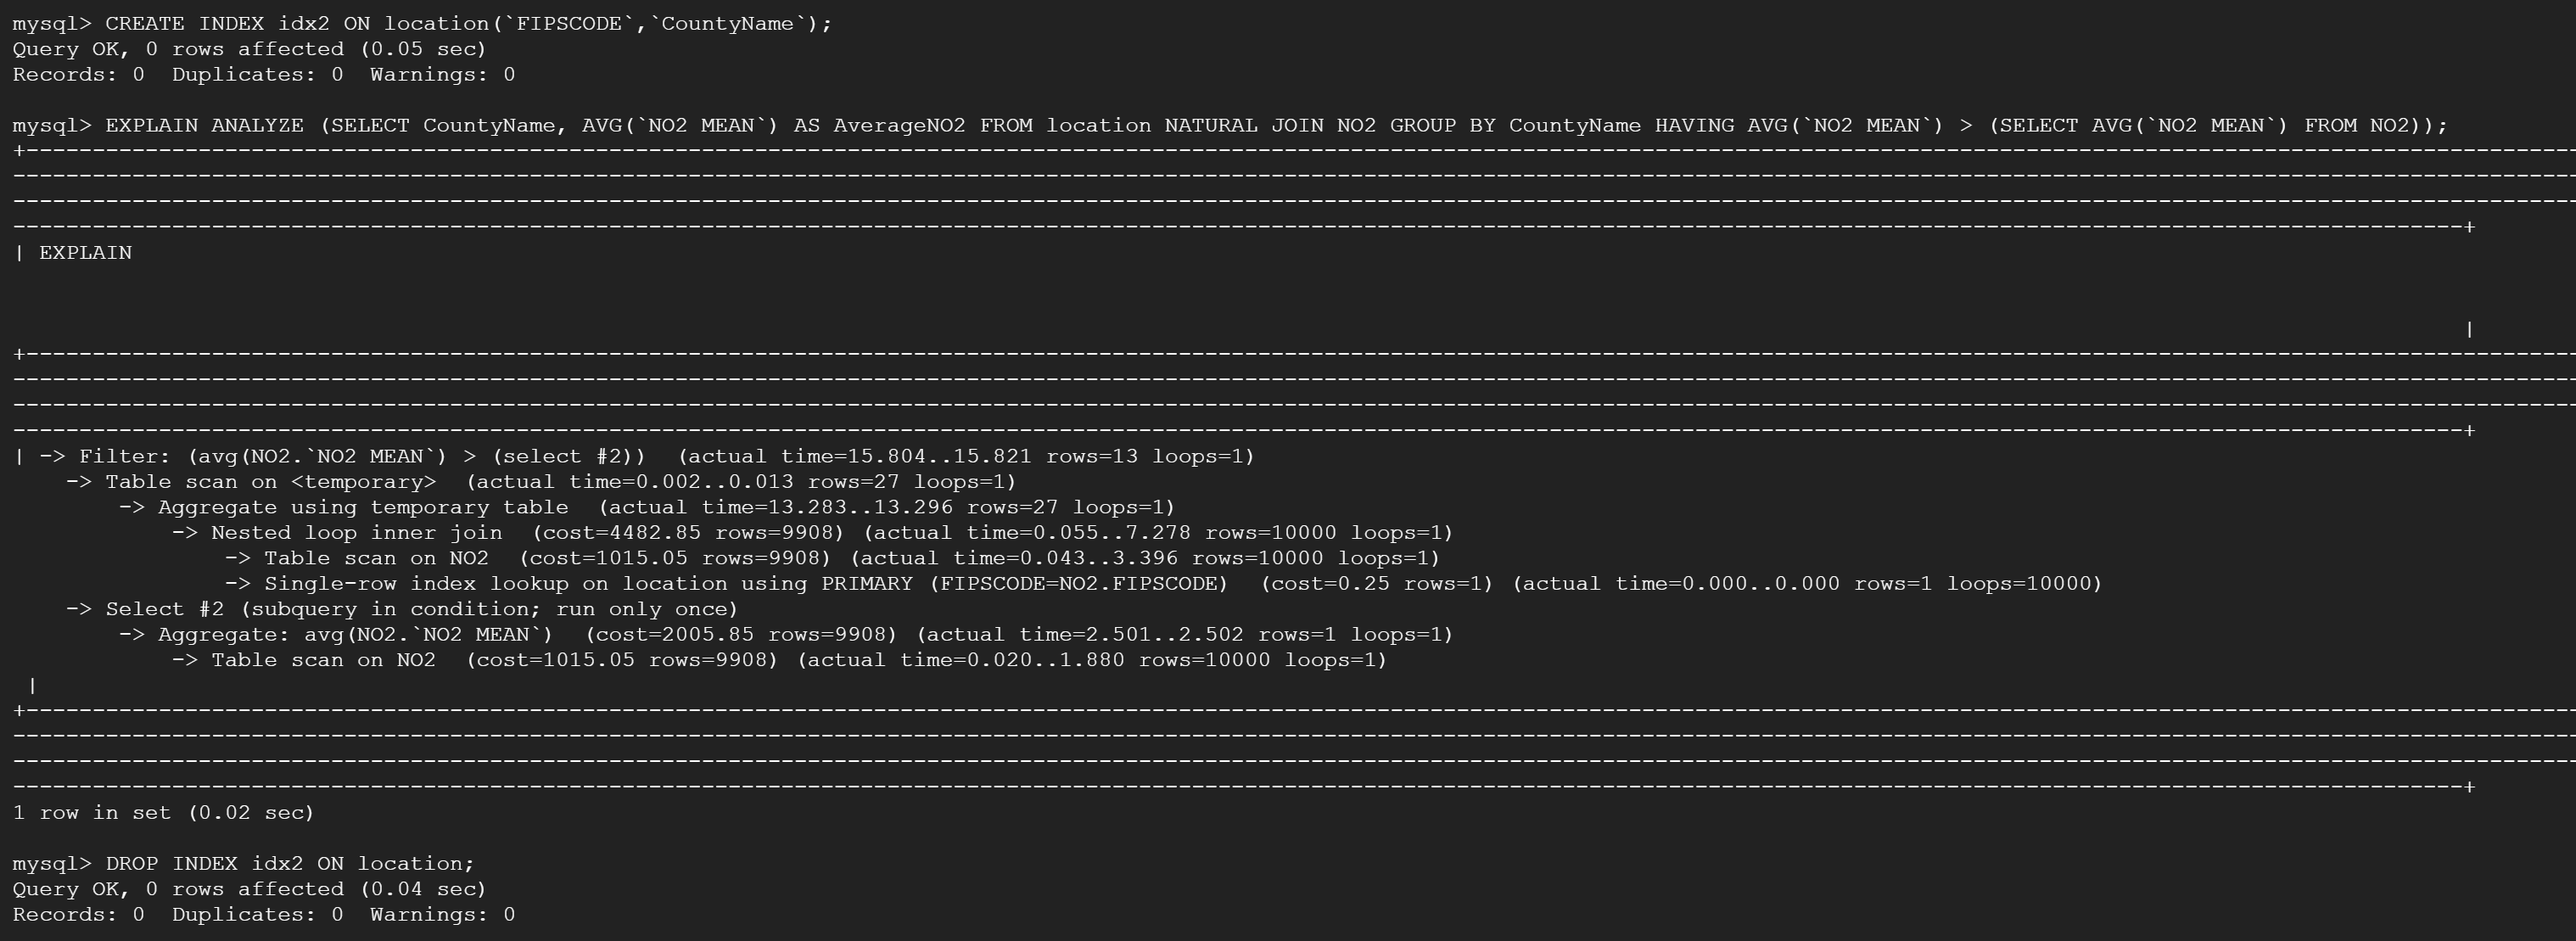 mysql> CREATE INDEX idx2 ON location(`FIPSCODE`,`CountyName`);
Query OK, 0 rows affected (0.05 sec)
Records: 0  Duplicates: 0  Warnings: 0
mysql> EXPLAIN ANALYZE (SELECT CountyName, AVG(`NO2 MEAN`) AS AverageNO2 FROM location NATURAL JOIN NO2 GROUP BY CountyName HAVING AVG(`NO2 MEAN`) > (SELECT AVG(`NO2 MEAN`) FROM NO2));
| EXPLAIN
|
| -> Filter: (avg(NO2.`NO2 MEAN`) > (select #2))  (actual time=15.804..15.821 rows=13 loops=1)
    -> Table scan on <temporary>  (actual time=0.002..0.013 rows=27 loops=1)
        -> Aggregate using temporary table  (actual time=13.283..13.296 rows=27 loops=1)
            -> Nested loop inner join  (cost=4482.85 rows=9908) (actual time=0.055..7.278 rows=10000 loops=1)
                -> Table scan on NO2  (cost=1015.05 rows=9908) (actual time=0.043..3.396 rows=10000 loops=1)
                -> Single-row index lookup on location using PRIMARY (FIPSCODE=NO2.FIPSCODE)  (cost=0.25 rows=1) (actual time=0.000..0.000 rows=1 loops=10000)
    -> Select #2 (subquery in condition; run only once)
        -> Aggregate: avg(NO2.`NO2 MEAN`)  (cost=2005.85 rows=9908) (actual time=2.501..2.502 rows=1 loops=1)
            -> Table scan on NO2  (cost=1015.05 rows=9908) (actual time=0.020..1.880 rows=10000 loops=1)
 |
1 row in set (0.02 sec)
mysql> DROP INDEX idx2 ON location;
Query OK, 0 rows affected (0.04 sec)
Records: 0  Duplicates: 0  Warnings: 0